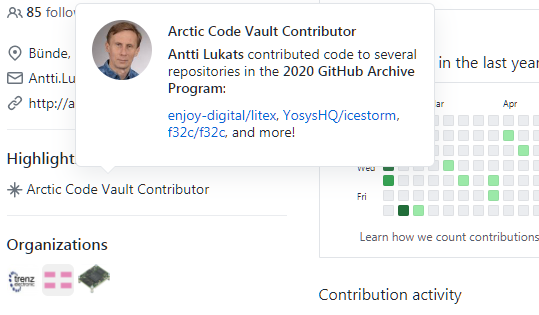 85 follow
Arctic Code Vault Contributor
Antti Lukats contributed code to several
repositories in the 2020 GitHub Archive
Program:
enjoy-digital/litex, YosysHQ/icestorm,
f32c/f32c, and more!
Bünde,
Antti.Lu
http://a
in the last year
Mar
Apr
Wed
Fri
Learn how we count contributions
Highlight
Arctic Code Vault Contributor
Organizations
trenz
electronic
Contribution activity